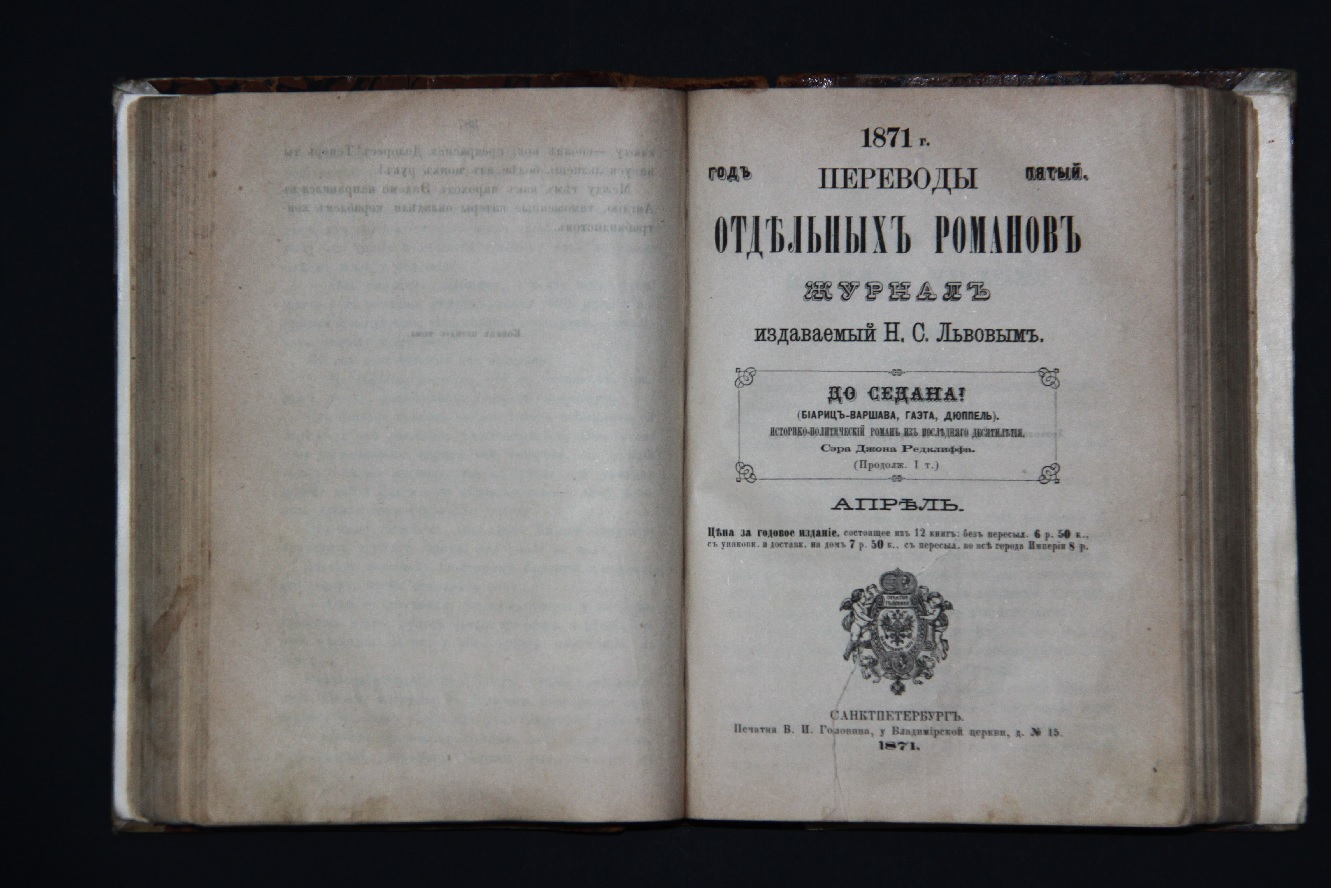 1871 г.
ГОДЪ ПЯТЫЙ.
ПЕРЕВОДЫ
ОТДѢЛЬНЫХЪ РОМАНОВЪ
ЖУРНАЛЪ
издаваемый Н. С. Львовымъ.
ДО СЕДАНА!
(БІАРИЦЪ-ВАРШАВА, ГАЭТА, ДЮППЕЛЬ).
ИСТОРИКО-ПОЛИТИЧЕСКІЙ РОМАНЪ ИЗЪ ПОСЛѢДНЯГО ДЕСЯТИЛѢТІЯ.
Сэра Джона Редклиффа.
(Продолж. I т.)
АПРѢЛЬ.
Цѣна за годовое изданіе, состоящее изъ 12 книгъ: безъ пересыл. 6 р. 50 к.,
съ упаковк. и доставк. на домъ 7 р. 50 к., съ пересыл. во всѣ города Имперіи 8 р.
САНКТПЕТЕРБУРГЪ.
Печатня В. И. Головина, у Владимірской церкви, д. № 15.
1871.